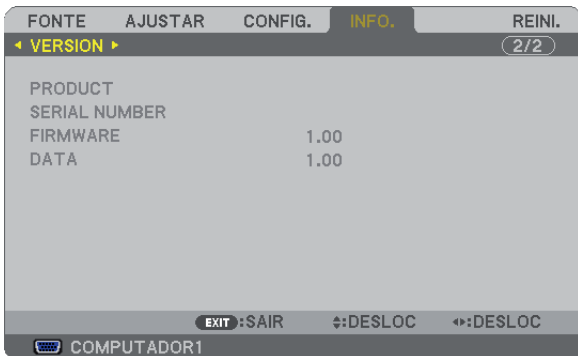 FONTE AJUSTAR CONFIG. INFO. REINI.
VERSION 2/2
PRODUCT
SERIAL NUMBER
FIRMWARE 1.00
DATA 1.00
EXIT :SAIR :DESLOC :DESLOC
COMPUTADOR1